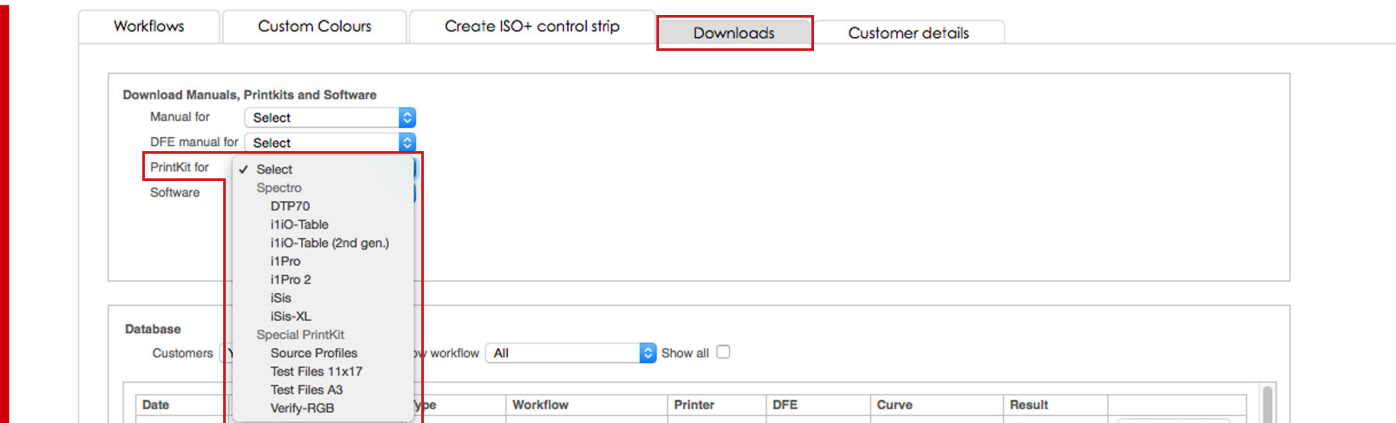 Workflows Custom Colours Create ISO+ control strip Downloads Customer details
Download Manuals, Printkits and Software
Manual for Select
DFE manual for Select
PrintKit for ✓ Select
Software
Spectro
DTP70
i1iO-Table
i1iO-Table (2nd gen.)
i1Pro
i1Pro 2
iSis
iSis-XL
Special PrintKit
Source Profiles
Test Files 11x17
Test Files A3
Verify-RGB
Database
Customers workflow All Show all
Date Workflow Printer DFE Curve Result